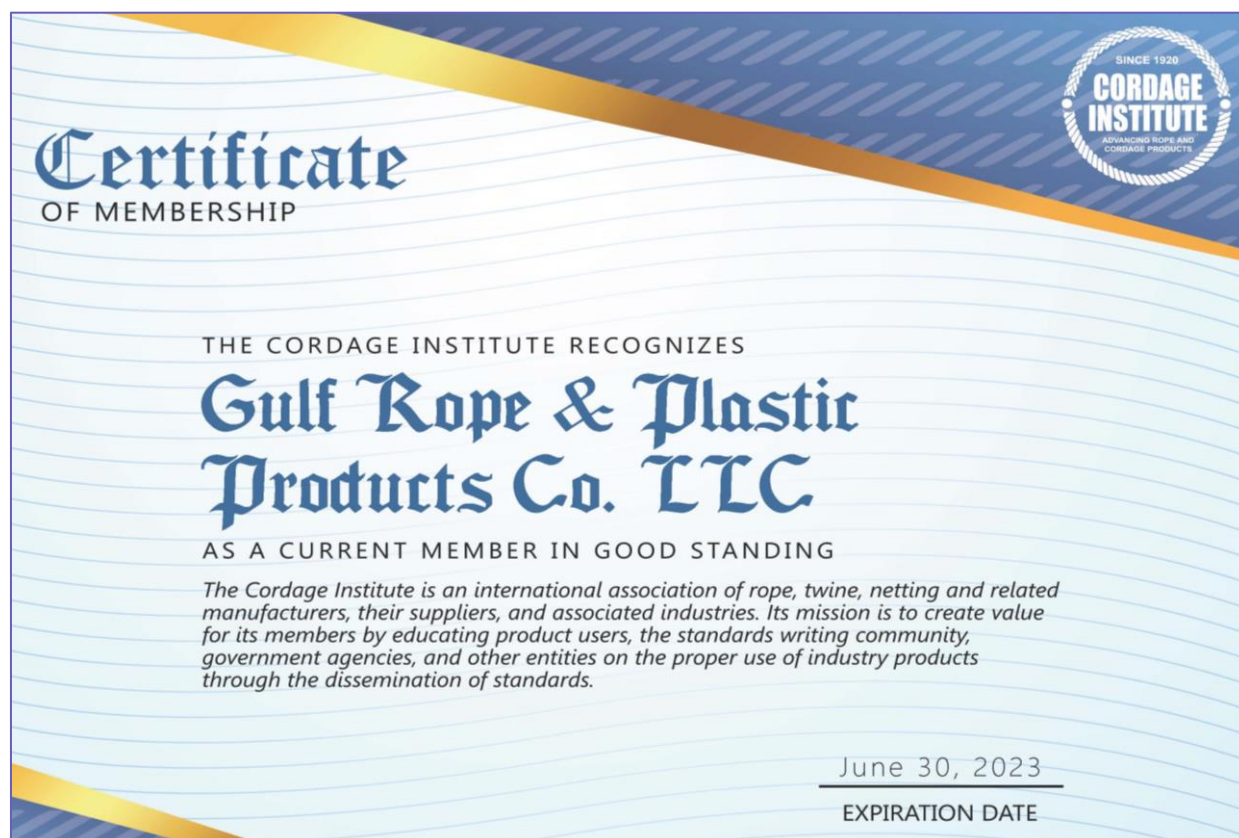 SINCE 1920
CORDAGE
INSTITUTE
ADVANCING ROPE AND
CORDAGE PRODUCTS
Certificate
OF MEMBERSHIP
THE CORDAGE INSTITUTE RECOGNIZES
Gulf Rope & Plastic
Products Co. LLC
AS A CURRENT MEMBER IN GOOD STANDING
The Cordage Institute is an international association of rope, twine, netting and related
manufacturers, their suppliers, and associated industries. Its mission is to create value
for its members by educating product users, the standards writing community,
government agencies, and other entities on the proper use of industry products
through the dissemination of standards.
June 30, 2023
EXPIRATION DATE